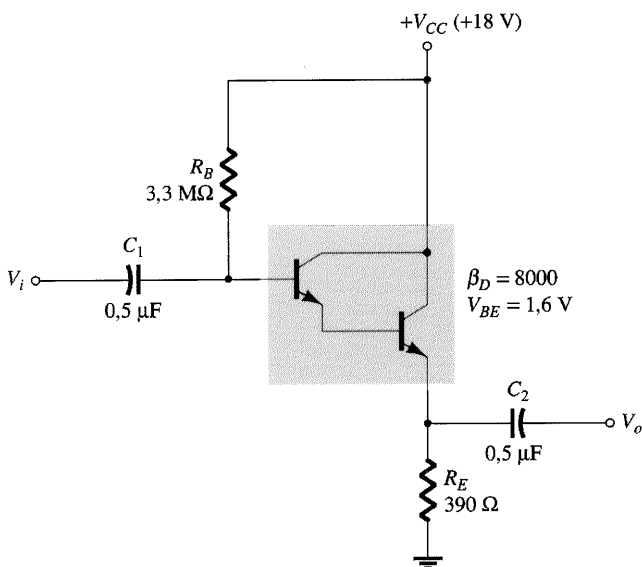 +V_CC (+18 V)
R_B
3,3 MΩ
C_1
V_i
0,5 µF
β_D = 8000
V_BE = 1,6 V
C_2
V_o
0,5 µF
R_E
390 Ω